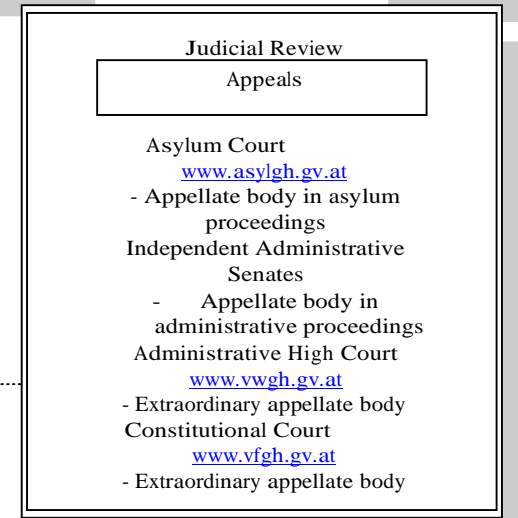 Judicial Review
Appeals
Asylum Court
www.asylgh.gv.at
- Appellate body in asylum
proceedings
Independent Administrative
Senates
- Appellate body in
administrative proceedings
Administrative High Court
www.vwgh.gv.at
- Extraordinary appellate body
Constitutional Court
www.vfgh.gv.at
- Extraordinary appellate body